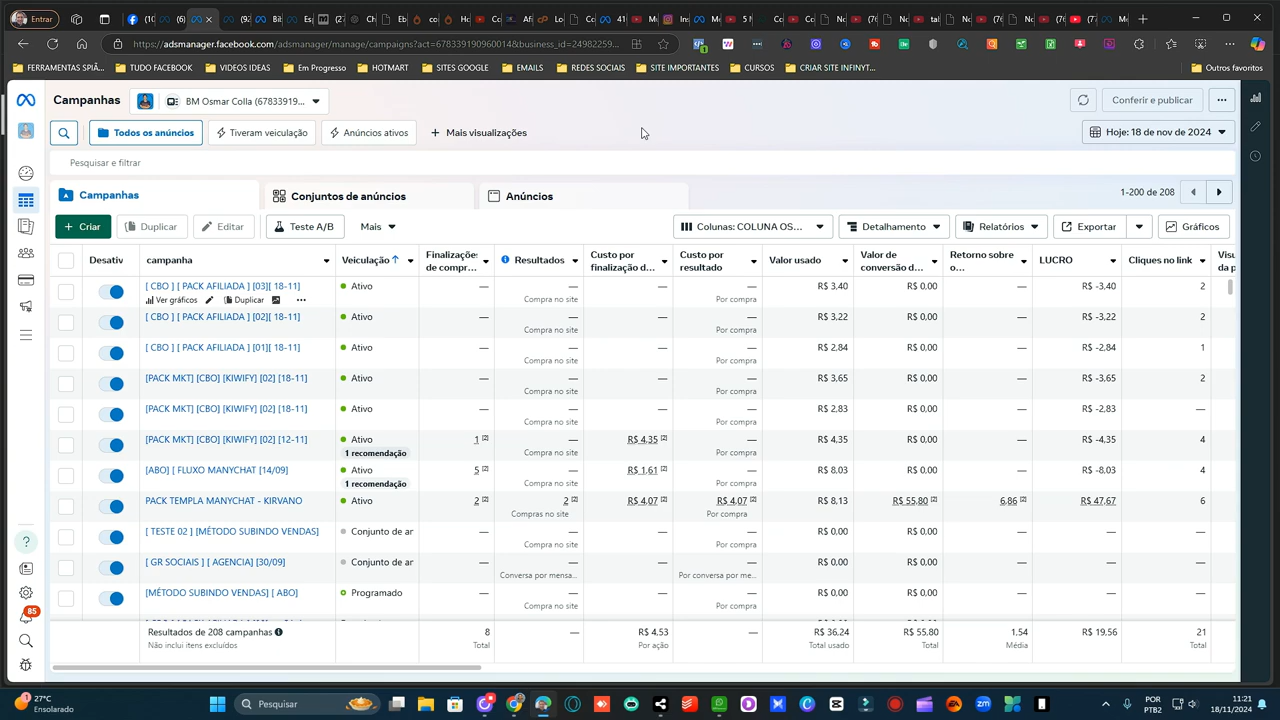 https://adsmanager.facebook.com/adsmanager/manage/campaigns?act=678339190960014&business_id=24982259...
FERRAMENTAS SPIÃ...
TUDO FACEBOOK
VIDEOS IDEAS
Em Progresso
HOTMART
SITES GOOGLE
EMAILS
REDES SOCIAIS
SITE IMPORTANTES
CURSOS
CRIAR SITE INFINYT...
Outros favoritos
Campanhas
BM Osmar Colla (67833919...
Conferir e publicar
Todos os anúncios
Tiveram veiculação
Anúncios ativos
+ Mais visualizações
Hoje: 18 de nov de 2024
Pesquisar e filtrar
Campanhas
Conjuntos de anúncios
Anúncios
1-200 de 208
+ Criar
Duplicar
Editar
Teste A/B
Mais
Colunas: COLUNA OS...
Detalhamento
Relatórios
Exportar
Gráficos
Desativ campanha Veiculação ↑ Finalizações de compr... Resultados Custo por finalização d... Custo por resultado Valor usado Valor de conversão d... Retorno sobre o... LUCRO Cliques no link Visu da p
[ CBO ] [ PACK AFILIADA ] [03][ 18-11] Ativo — — — — R$ 3,40 R$ 0,00 — R$ -3.40 2
Ver gráficos Duplicar ... Compra no site Por compra
[ CBO ] [ PACK AFILIADA ] [02][ 18-11] Ativo — — — — R$ 3,22 R$ 0,00 — R$ -3,22 2
Compra no site Por compra
[ CBO ] [ PACK AFILIADA ] [01][ 18-11] Ativo — — — — R$ 2,84 R$ 0,00 — R$ -2,84 1
Compra no site Por compra
[PACK MKT] [CBO] [KIWIFY] [02] [18-11] Ativo — — — — R$ 3,65 R$ 0,00 — R$ -3,65 2
Compra no site Por compra
[PACK MKT] [CBO] [KIWIFY] [02] [18-11] Ativo — — — — R$ 2,83 R$ 0,00 — R$ -2,83 —
Compra no site Por compra
[PACK MKT] [CBO] [KIWIFY] [02] [12-11] Ativo 1 [2] — R$ 4,35 [2] — R$ 4,35 R$ 0,00 — R$ -4,35 4
1 recomendação Compra no site Por compra
[ABO] [ FLUXO MANYCHAT [14/09] Ativo 5 [2] — R$ 1,61 [2] — R$ 8,03 R$ 0,00 — R$ -8,03 4
1 recomendação Compra no site Por compra
PACK TEMPLA MANYCHAT - KIRVANO Ativo 2 [2] 2 [2] R$ 4,07 [2] R$ 4,07 [2] R$ 8,13 R$ 55,80 [2] 6,86 [2] R$ 47,67 6
Compras no site Por compra
[ TESTE 02 ] [MÉTODO SUBINDO VENDAS] Conjunto de ar — — — — R$ 0,00 R$ 0,00 — — —
Compra no site Por compra
[ GR SOCIAIS ] [ AGENCIA] [30/09] Conjunto de ar — — — — R$ 0,00 R$ 0,00 — — —
Conversa por mensa... Por conversa por me...
[MÉTODO SUBINDO VENDAS] [ ABO] Programado — — — — R$ 0,00 R$ 0,00 — — —
Compra no site Por compra
Resultados de 208 campanhas 8 — R$ 4,53 — R$ 36,24 R$ 55,80 1,54 R$ 19,56 21
Não inclui itens excluídos Total Por ação Total usado Total Média Total
85
27°C
Ensolarado
Pesquisar
POR
PTB2
11:21
18/11/2024